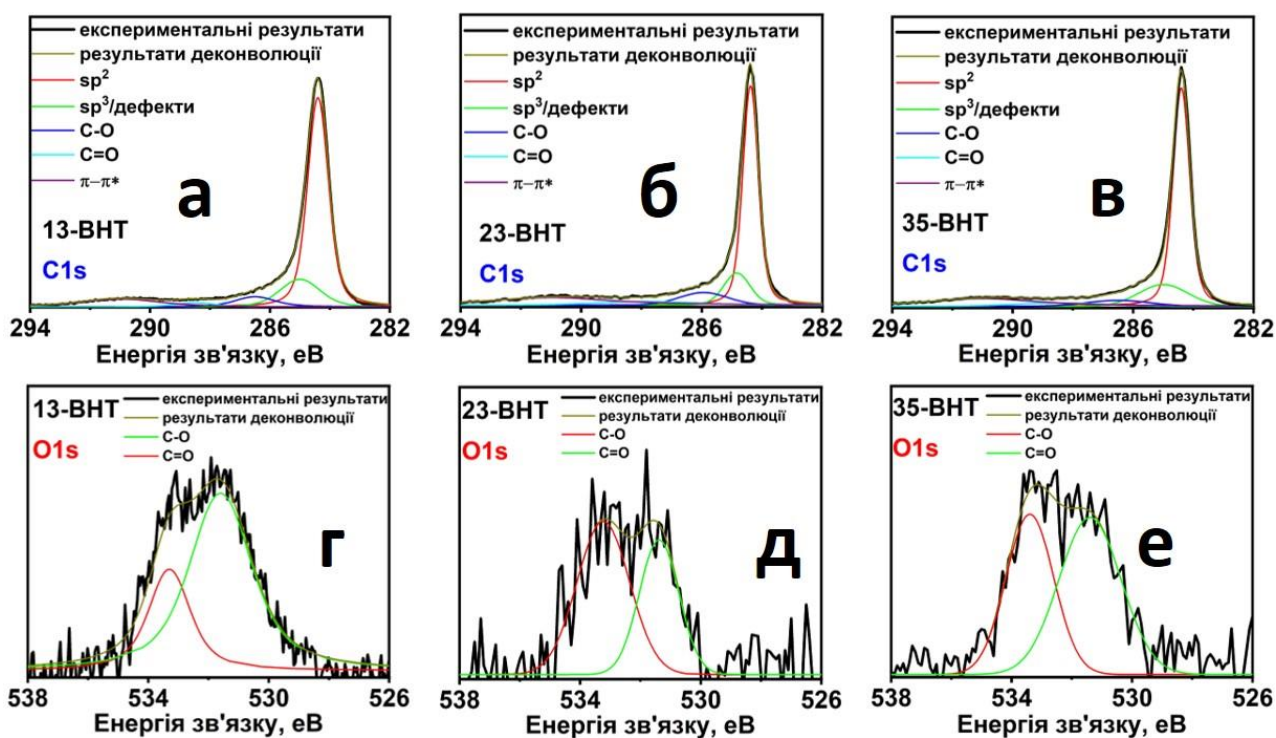 експериментальні результати
результати деконволюції
sp²
sp³/дефекти
C-O
C=O
π–π*
а
13-ВНТ
C1s
294 290 286 282
Енергія зв'язку, еВ
експериментальні результати
результати деконволюції
sp²
sp³/дефекти
C-O
C=O
π–π*
б
23-ВНТ
C1s
294 290 286 282
Енергія зв'язку, еВ
експериментальні результати
результати деконволюції
sp²
sp³/дефекти
C-O
C=O
π–π*
в
35-ВНТ
C1s
294 290 286 282
Енергія зв'язку, еВ
13-ВНТ
експериментальні результати
результати деконволюції
O1s
C-O
C=O
г
538 534 530 526
Енергія зв'язку, еВ
23-ВНТ
експериментальні результати
результати деконволюції
O1s
C-O
C=O
д
538 534 530 526
Енергія зв'язку, еВ
35-ВНТ
експериментальні результати
результати деконволюції
O1s
C-O
C=O
е
538 534 530 526
Енергія зв'язку, еВ